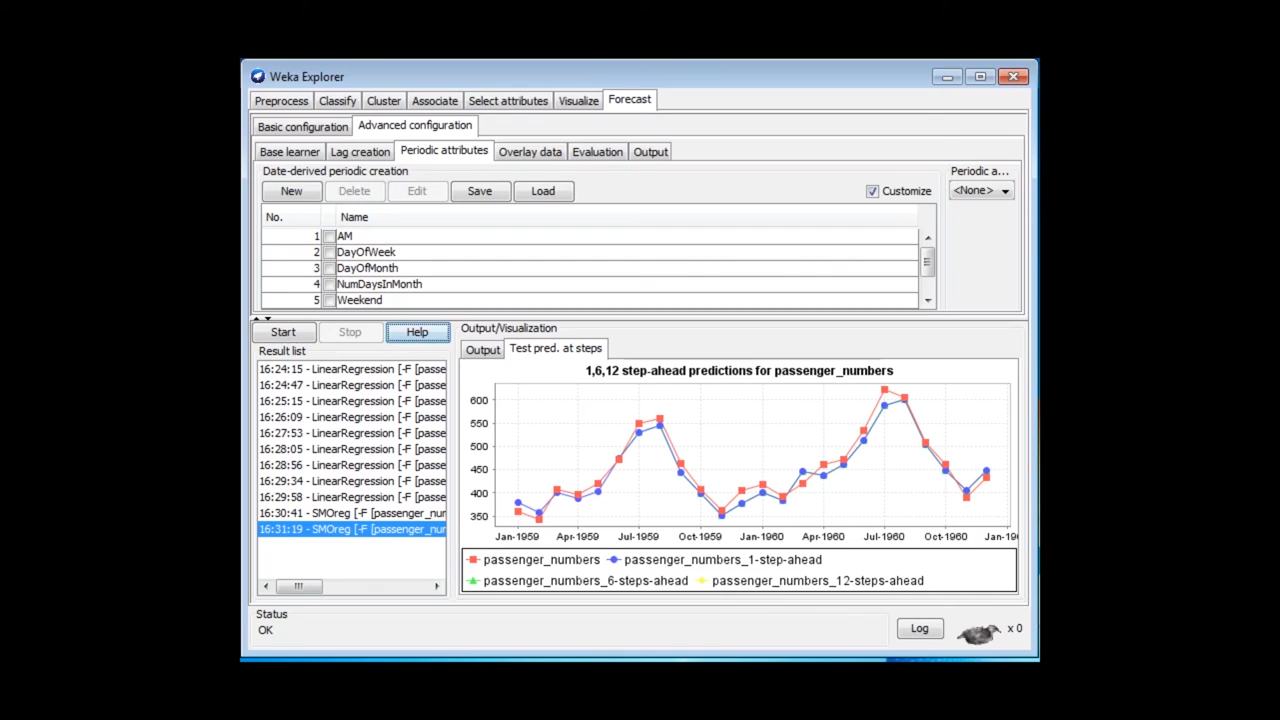 Weka Explorer
Preprocess Classify Cluster Associate Select attributes Visualize Forecast
Basic configuration Advanced configuration
Base learner Lag creation Periodic attributes Overlay data Evaluation Output
Date-derived periodic creation Periodic a...
New Delete Edit Save Load Customize <None>
No. Name
1 AM
2 DayOfWeek
3 DayOfMonth
4 NumDaysInMonth
5 Weekend
Start Stop Help
Result list
16:24:15 - LinearRegression [-F [passe
16:24:47 - LinearRegression [-F [passe
16:25:15 - LinearRegression [-F [passe
16:26:09 - LinearRegression [-F [passe
16:27:53 - LinearRegression [-F [passe
16:28:05 - LinearRegression [-F [passe
16:28:56 - LinearRegression [-F [passe
16:29:34 - LinearRegression [-F [passe
16:29:58 - LinearRegression [-F [passe
16:30:41 - SMOreg [-F [passenger_nur
16:31:19 - SMOreg [-F [passenger_nur
Output/Visualization
Output Test pred. at steps
1,6,12 step-ahead predictions for passenger_numbers
600
550
500
450
400
350
Jan-1959 Apr-1959 Jul-1959 Oct-1959 Jan-1960 Apr-1960 Jul-1960 Oct-1960 Jan-196
passenger_numbers passenger_numbers_1-step-ahead
passenger_numbers_6-steps-ahead passenger_numbers_12-steps-ahead
Status
OK
Log x 0